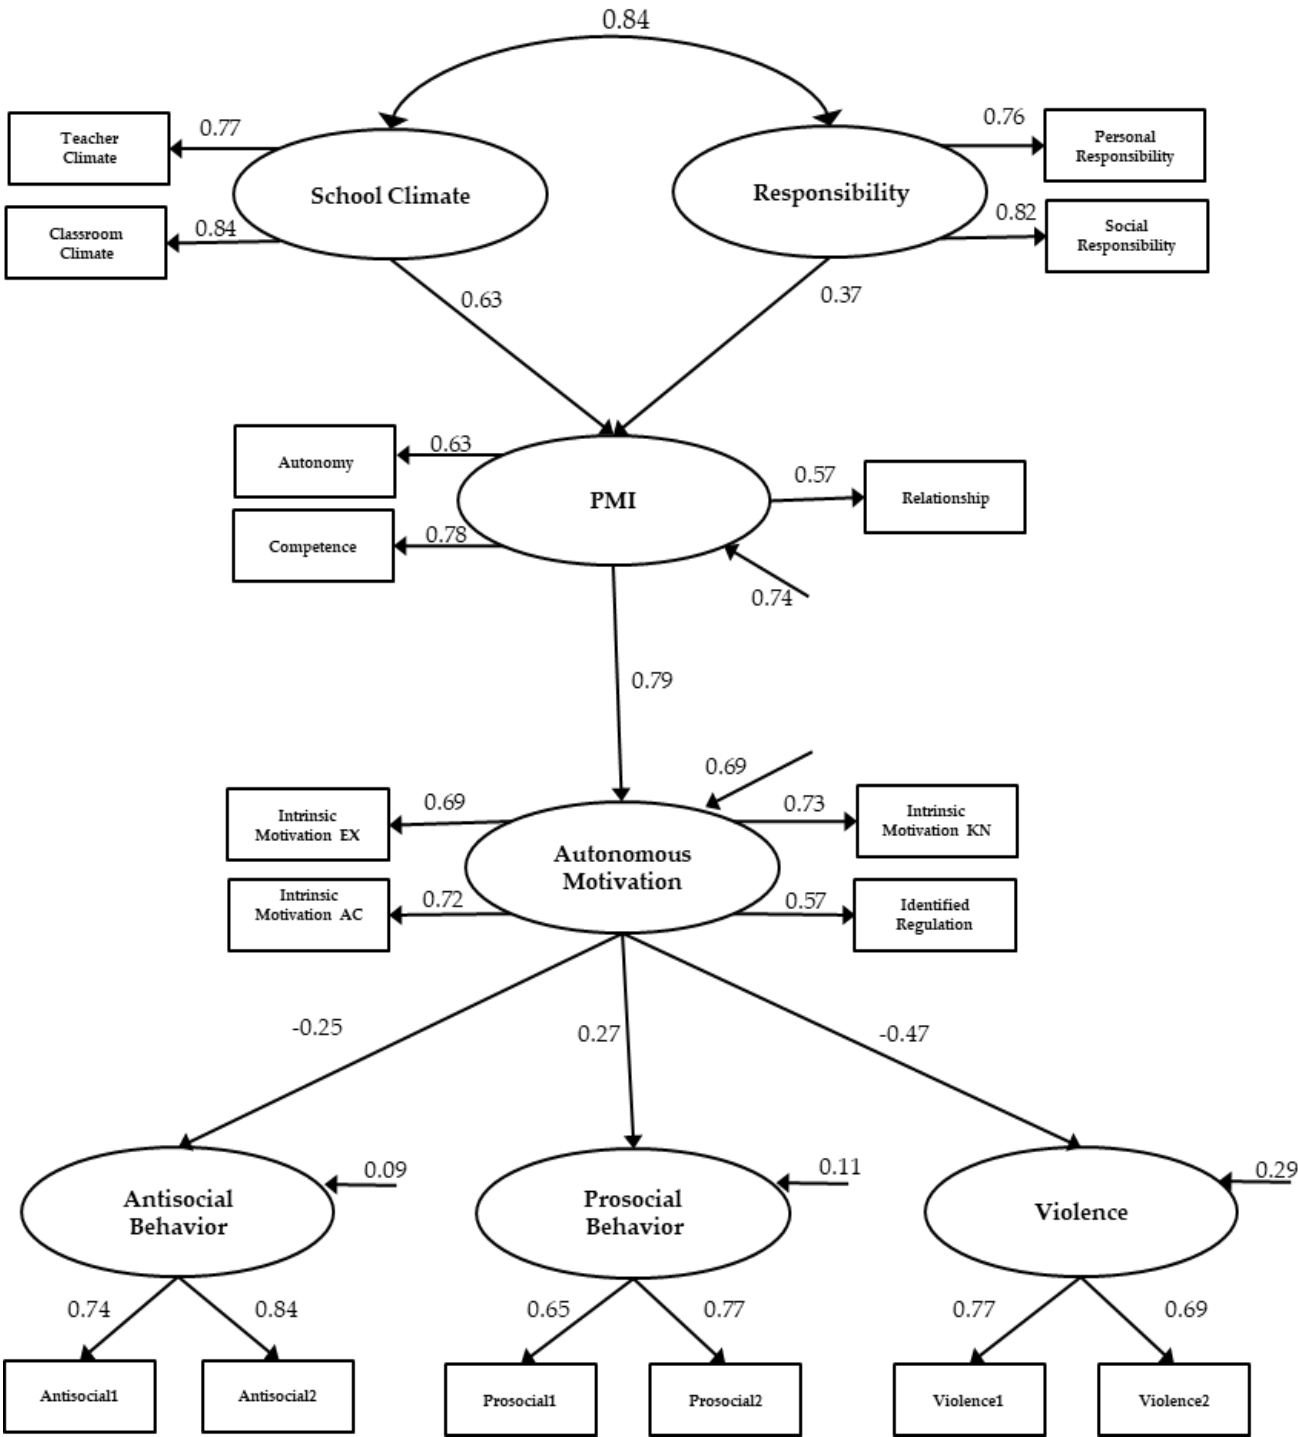 0.84
Teacher
Climate
0.77
School Climate
Classroom
Climate
0.84
Responsibility
0.76
Personal
Responsibility
0.82
Social
Responsibility
0.63
0.37
Autonomy
0.63
PMI
0.57
Relationship
Competence
0.78
0.74
0.79
0.69
Intrinsic
Motivation EX
0.69
Autonomous
Motivation
0.73
Intrinsic
Motivation KN
Intrinsic
Motivation AC
0.72
0.57
Identified
Regulation
-0.25
0.27
-0.47
Antisocial
Behavior
0.09
Prosocial
Behavior
0.11
Violence
0.29
0.74
0.84
0.65
0.77
0.77
0.69
Antisocial1
Antisocial2
Prosocial1
Prosocial2
Violence1
Violence2